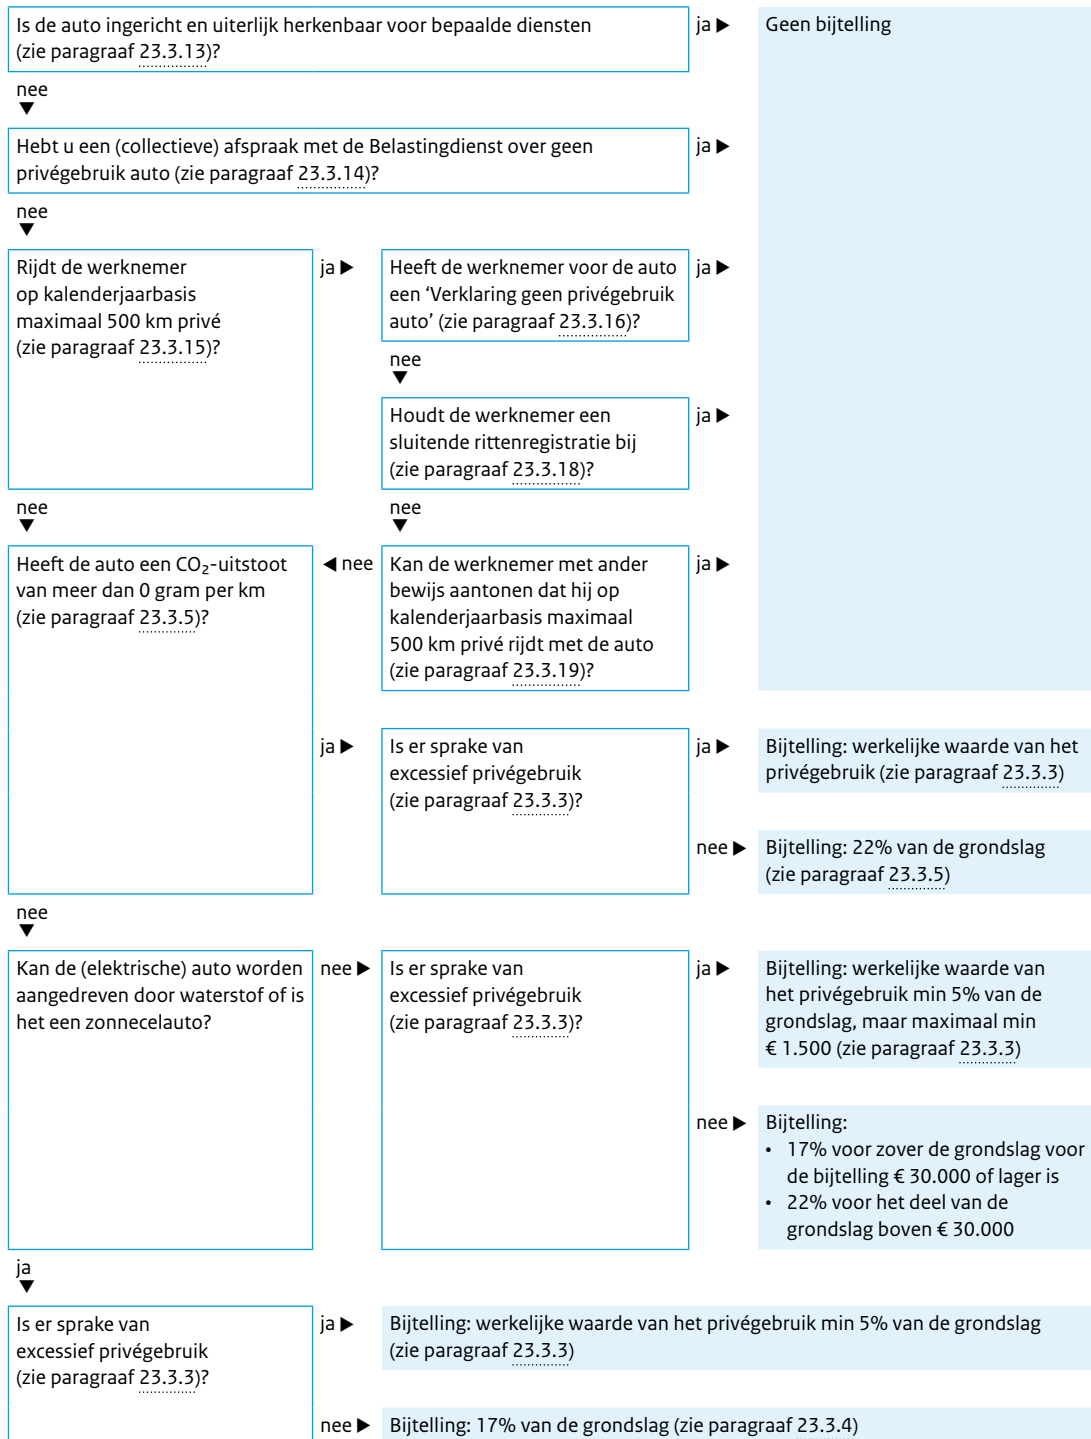 Is de auto ingericht en uiterlijk herkenbaar voor bepaalde diensten
(zie paragraaf 23.3.13)?
ja ▶
Geen bijtelling
nee
▼
Hebt u een (collectieve) afspraak met de Belastingdienst over geen
privégebruik auto (zie paragraaf 23.3.14)?
ja ▶
nee
▼
Rijdt de werknemer
op kalenderjaarbasis
maximaal 500 km privé
(zie paragraaf 23.3.15)?
ja ▶
Heeft de werknemer voor de auto
een ‘Verklaring geen privégebruik
auto’ (zie paragraaf 23.3.16)?
ja ▶
nee
▼
Houdt de werknemer een
sluitende rittenregistratie bij
(zie paragraaf 23.3.18)?
ja ▶
nee
▼
nee
▼
Heeft de auto een CO₂-uitstoot
van meer dan 0 gram per km
(zie paragraaf 23.3.5)?
◀ nee
Kan de werknemer met ander
bewijs aantonen dat hij op
kalenderjaarbasis maximaal
500 km privé rijdt met de auto
(zie paragraaf 23.3.19)?
ja ▶
ja ▶
Is er sprake van
excessief privégebruik
(zie paragraaf 23.3.3)?
ja ▶
Bijtelling: werkelijke waarde van het
privégebruik (zie paragraaf 23.3.3)
nee ▶
Bijtelling: 22% van de grondslag
(zie paragraaf 23.3.5)
nee
▼
Kan de (elektrische) auto worden
aangedreven door waterstof of is
het een zonnecelauto?
nee ▶
Is er sprake van
excessief privégebruik
(zie paragraaf 23.3.3)?
ja ▶
Bijtelling: werkelijke waarde van
het privégebruik min 5% van de
grondslag, maar maximaal min
€ 1.500 (zie paragraaf 23.3.3)
nee ▶
Bijtelling:
• 17% voor zover de grondslag voor
de bijtelling € 30.000 of lager is
• 22% voor het deel van de
grondslag boven € 30.000
ja
▼
Is er sprake van
excessief privégebruik
(zie paragraaf 23.3.3)?
ja ▶
Bijtelling: werkelijke waarde van het privégebruik min 5% van de grondslag
(zie paragraaf 23.3.3)
nee ▶
Bijtelling: 17% van de grondslag (zie paragraaf 23.3.4)